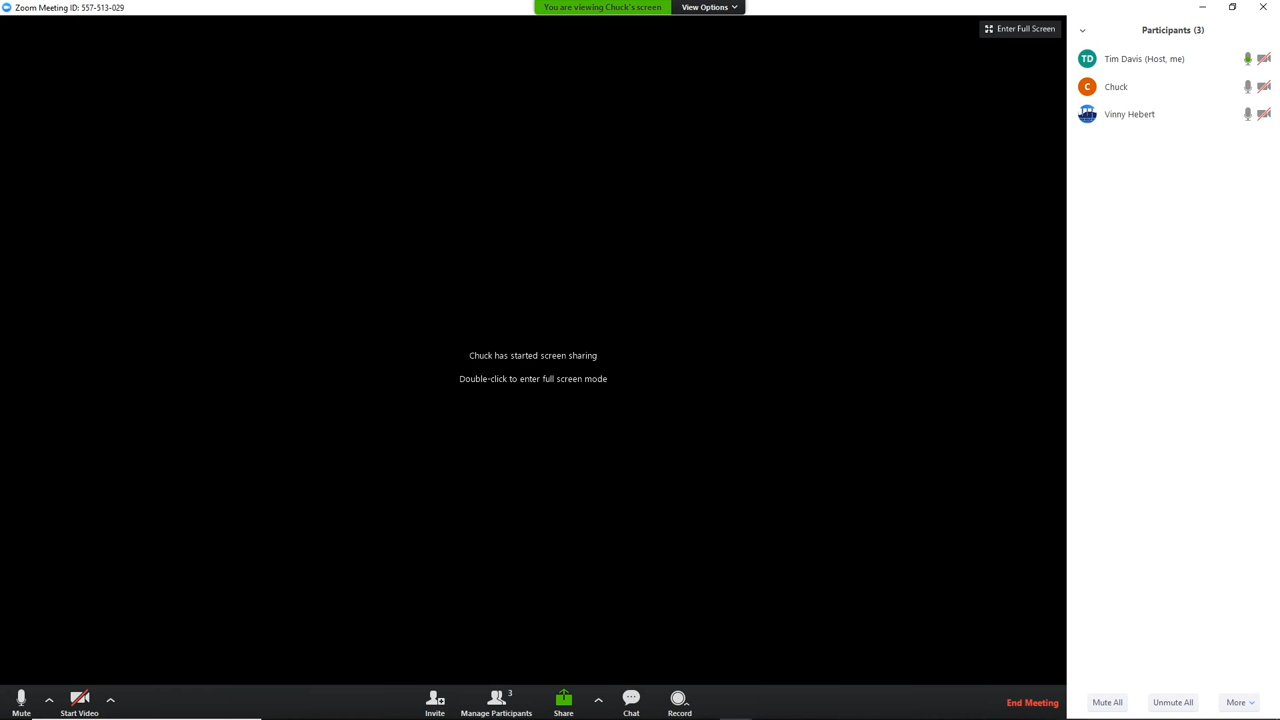 Zoom Meeting ID: 557-513-029
You are viewing Chuck's screen
View Options
Enter Full Screen
Participants (3)
TD
Tim Davis (Host, me)
C
Chuck
Vinny Hebert
Chuck has started screen sharing
Double-click to enter full screen mode
Mute
Start Video
Invite
3
Manage Participants
Share
Chat
Record
End Meeting
Mute All
Unmute All
More